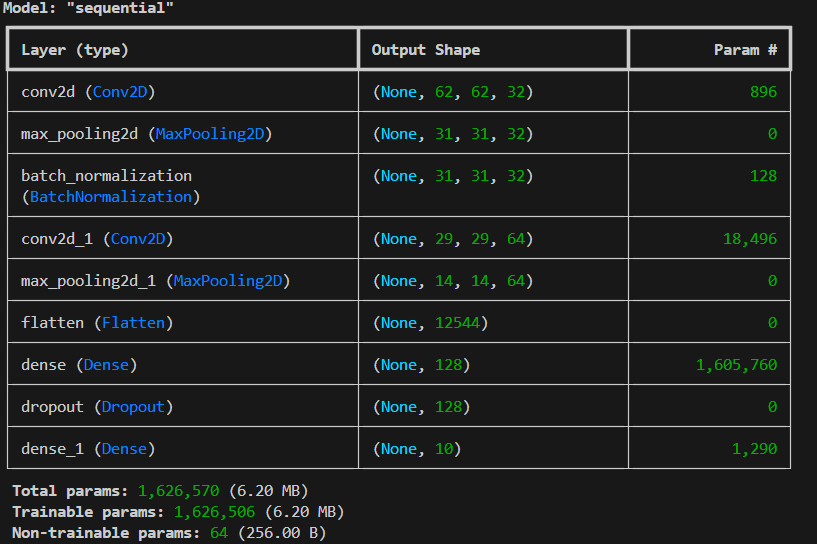 Model: "sequential"
Layer (type) Output Shape Param #
conv2d (Conv2D) (None, 62, 62, 32) 896
max_pooling2d (MaxPooling2D) (None, 31, 31, 32) 0
batch_normalization (None, 31, 31, 32) 128
(BatchNormalization)
conv2d_1 (Conv2D) (None, 29, 29, 64) 18,496
max_pooling2d_1 (MaxPooling2D) (None, 14, 14, 64) 0
flatten (Flatten) (None, 12544) 0
dense (Dense) (None, 128) 1,605,760
dropout (Dropout) (None, 128) 0
dense_1 (Dense) (None, 10) 1,290
Total params: 1,626,570 (6.20 MB)
Trainable params: 1,626,506 (6.20 MB)
Non-trainable params: 64 (256.00 B)